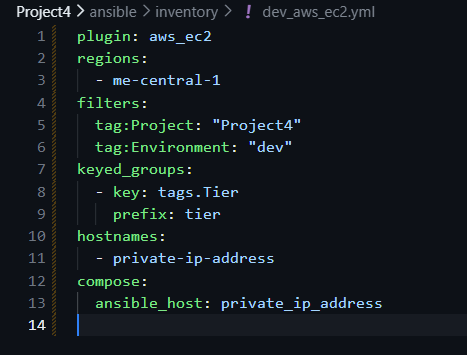 Project4 > ansible > inventory > ! dev_aws_ec2.yml
1 plugin: aws_ec2
2 regions:
3   - me-central-1
4 filters:
5   tag:Project: "Project4"
6   tag:Environment: "dev"
7 keyed_groups:
8   - key: tags.Tier
9     prefix: tier
10 hostnames:
11   - private-ip-address
12 compose:
13   ansible_host: private_ip_address
14